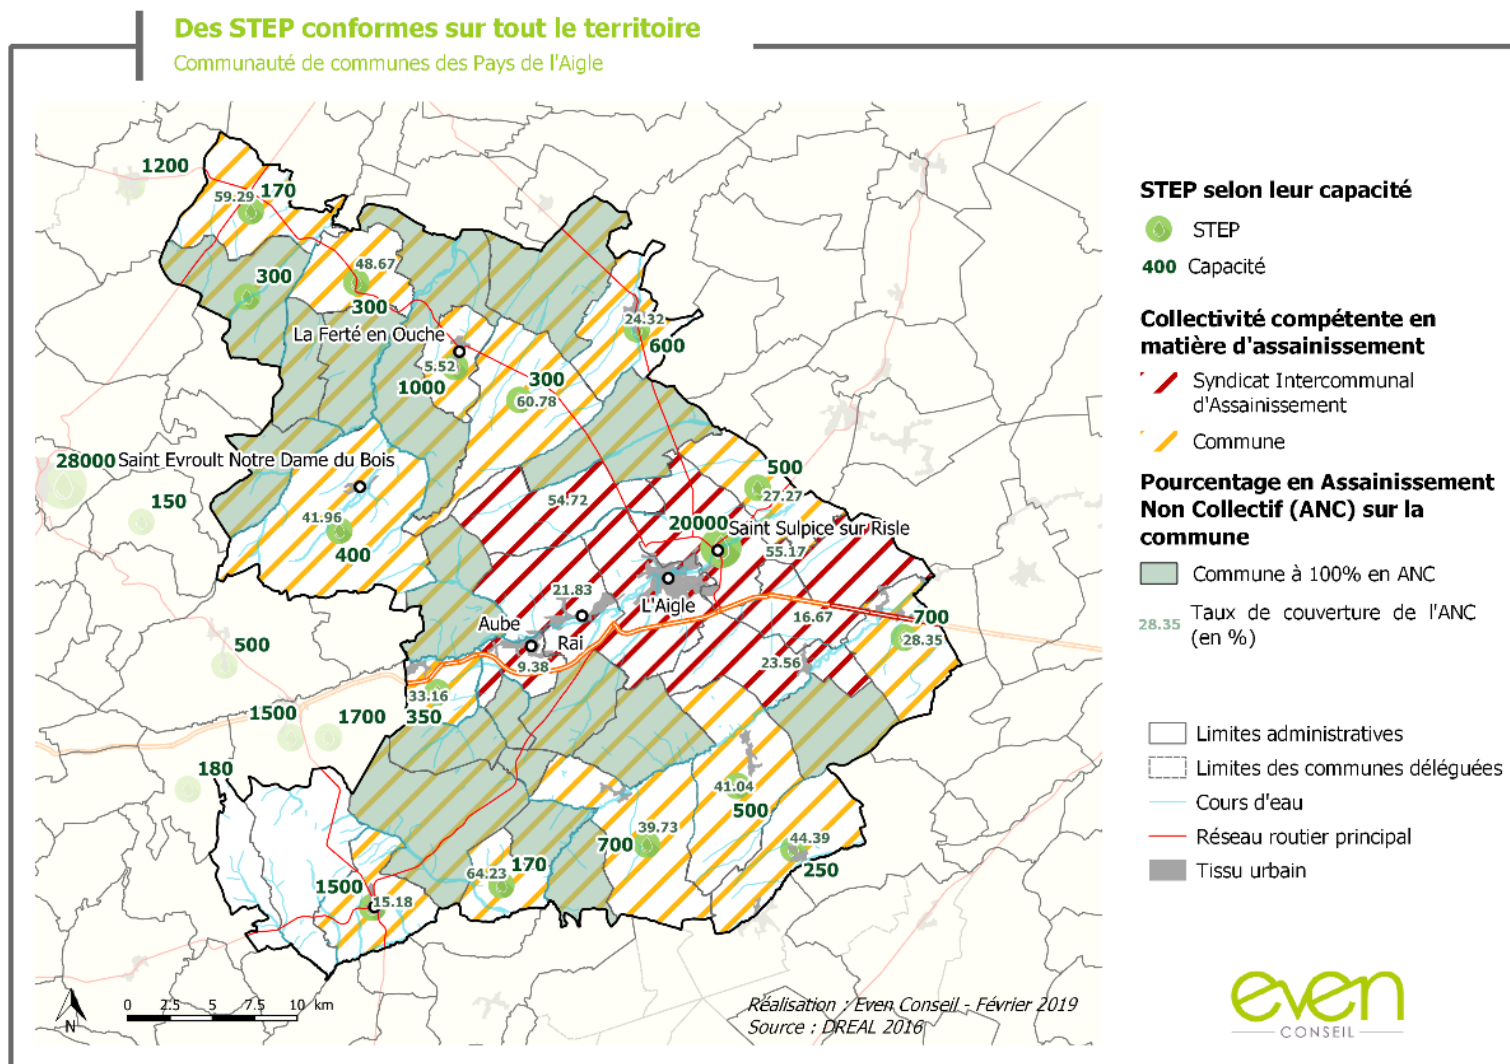 Des STEP conformes sur tout le territoire
Communauté de communes des Pays de l'Aigle
1200
59.29
170
300
48.67
300
La Ferté en Ouche
5.52
1000
300
60.78
24.32
600
28000
Saint Evroult Notre Dame du Bois
150
41.96
400
54.72
500
27.27
20000
Saint Sulpice sur Risle
55.17
21.83
L'Aigle
Aube
Rai
9.38
16.67
700
28.35
23.56
500
33.16
350
1500
1700
180
41.04
500
39.73
700
44.39
250
170
64.23
1500
15.18
0 2.5 5 7.5 10 km
N
Réalisation : Even Conseil - Février 2019
Source : DREAL 2016
STEP selon leur capacité
STEP
400 Capacité
Collectivité compétente en
matière d'assainissement
Syndicat Intercommunal
d'Assainissement
Commune
Pourcentage en Assainissement
Non Collectif (ANC) sur la
commune
Commune à 100% en ANC
28.35 Taux de couverture de l'ANC
(en %)
Limites administratives
Limites des communes déléguées
Cours d'eau
Réseau routier principal
Tissu urbain
even
CONSEIL